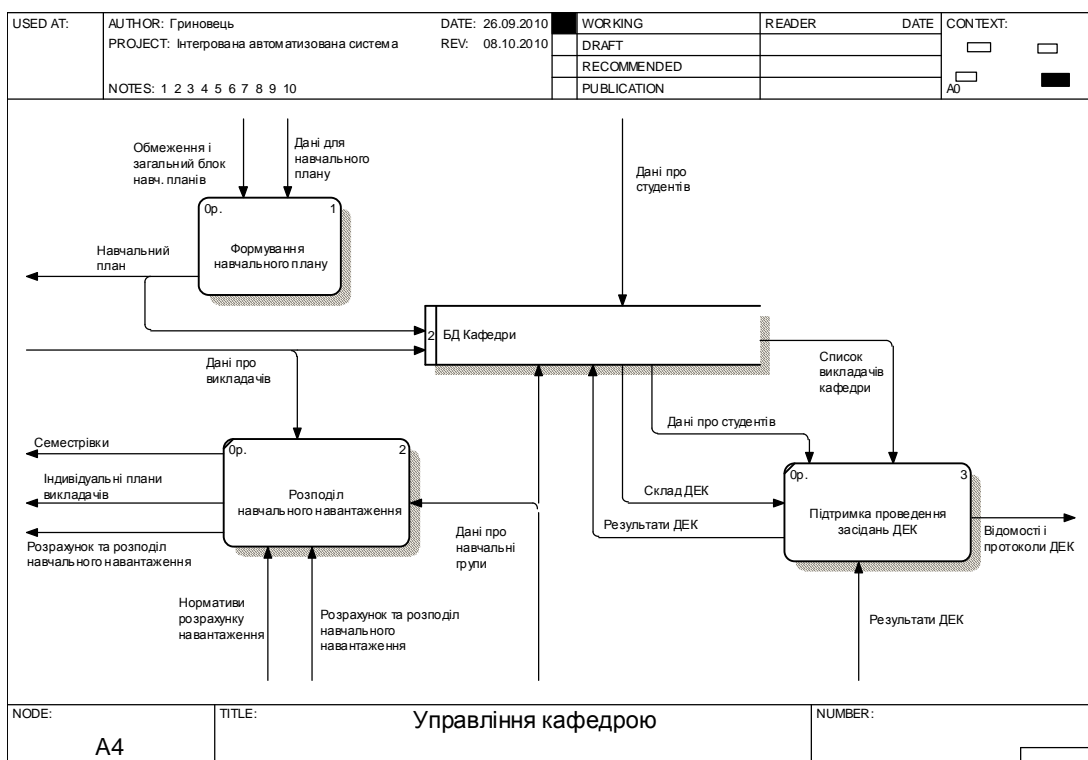 USED AT:
AUTHOR: Гриновець
DATE: 26.09.2010
PROJECT: Інтегрована автоматизована система
REV: 08.10.2010
NOTES: 1 2 3 4 5 6 7 8 9 10
WORKING
DRAFT
RECOMMENDED
PUBLICATION
READER
DATE
CONTEXT:
A0
Обмеження і
загальний блок
навч. планів
Дані для
навчального
плану
Дані про
студентів
0р.
1
Формування
навчального плану
Навчальний
план
2
БД Кафедри
Дані про
викладачів
Список
викладачів
кафедри
Дані про студентів
Семестрівки
Індивідуальні плани
викладачів
Розрахунок та розподіл
навчального навантаження
0р.
2
Розподіл
навчального навантаження
Склад ДЕК
Результати ДЕК
Дані про
навчальні
групи
0р.
3
Підтримка проведення
засідань ДЕК
Відомості і
протоколи ДЕК
Нормативи
розрахунку
навантаження
Розрахунок та розподіл
навчального
навантаження
Результати ДЕК
NODE:
A4
TITLE:
Управління кафедрою
NUMBER: